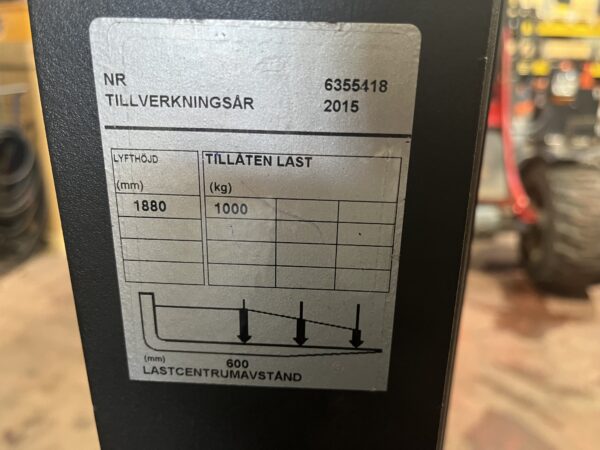 NR 6355418
TILLVERKNINGSÅR 2015
LYFTHÖJD TILLÅTEN LAST
(mm) (kg)
1880 1000
(mm) 600
LASTCENTRUMAVSTÅND